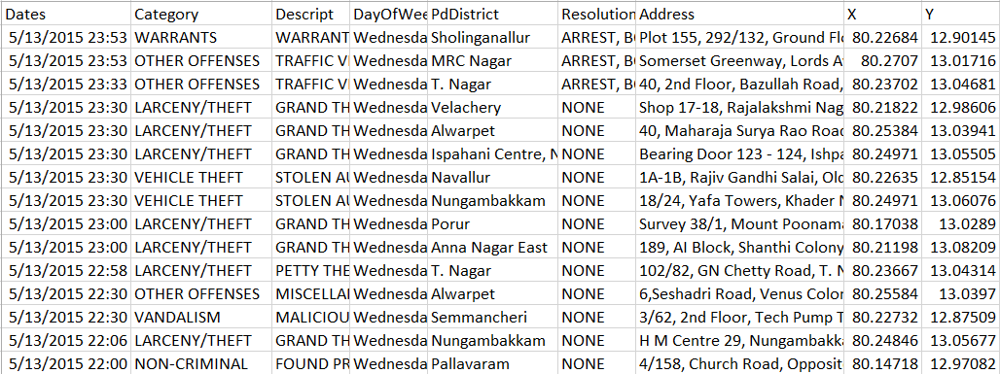 Dates Category Descript DayOfWee PdDistrict Resolution Address X Y
5/13/2015 23:53 WARRANTS WARRANT Wednesda Sholinganallur ARREST, BO Plot 155, 292/132, Ground Flo 80.22684 12.90145
5/13/2015 23:53 OTHER OFFENSES TRAFFIC VI Wednesda MRC Nagar ARREST, BO Somerset Greenway, Lords Av 80.2707 13.01716
5/13/2015 23:33 OTHER OFFENSES TRAFFIC VI Wednesda T. Nagar ARREST, BO 40, 2nd Floor, Bazullah Road, 80.23702 13.04681
5/13/2015 23:30 LARCENY/THEFT GRAND TH Wednesda Velachery NONE Shop 17-18, Rajalakshmi Nag 80.21822 12.98606
5/13/2015 23:30 LARCENY/THEFT GRAND TH Wednesda Alwarpet NONE 40, Maharaja Surya Rao Road 80.25384 13.03941
5/13/2015 23:30 LARCENY/THEFT GRAND TH Wednesda Ispahani Centre, N NONE Bearing Door 123 - 124, Ishpa 80.24971 13.05505
5/13/2015 23:30 VEHICLE THEFT STOLEN AU Wednesda Navallur NONE 1A-1B, Rajiv Gandhi Salai, Old 80.22635 12.85154
5/13/2015 23:30 VEHICLE THEFT STOLEN AU Wednesda Nungambakkam NONE 18/24, Yafa Towers, Khader N 80.24971 13.06076
5/13/2015 23:00 LARCENY/THEFT GRAND TH Wednesda Porur NONE Survey 38/1, Mount Poonama 80.17038 13.0289
5/13/2015 23:00 LARCENY/THEFT GRAND TH Wednesda Anna Nagar East NONE 189, AI Block, Shanthi Colony 80.21198 13.08209
5/13/2015 22:58 LARCENY/THEFT PETTY THE Wednesda T. Nagar NONE 102/82, GN Chetty Road, T. N 80.23667 13.04314
5/13/2015 22:30 OTHER OFFENSES MISCELLAI Wednesda Alwarpet NONE 6,Seshadri Road, Venus Color 80.25584 13.0397
5/13/2015 22:30 VANDALISM MALICIOU Wednesda Semmancheri NONE 3/62, 2nd Floor, Tech Pump T 80.22732 12.87509
5/13/2015 22:06 LARCENY/THEFT GRAND TH Wednesda Nungambakkam NONE H M Centre 29, Nungambakka 80.24846 13.05677
5/13/2015 22:00 NON-CRIMINAL FOUND PR Wednesda Pallavaram NONE 4/158, Church Road, Opposit 80.14718 12.97082